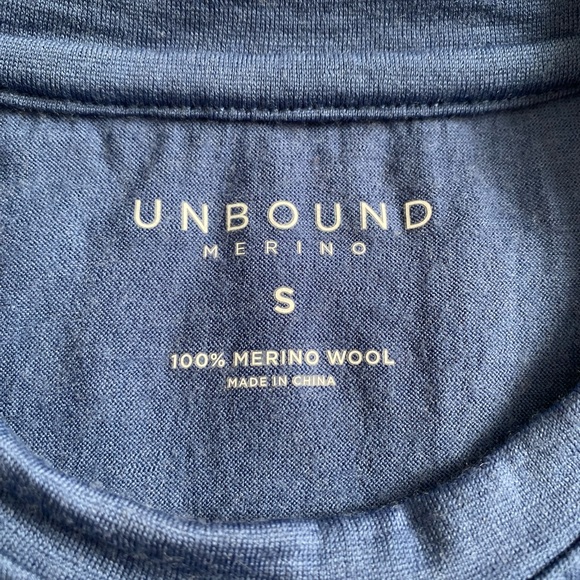 UNBOUND
MERINO
S
100% MERINO WOOL
MADE IN CHINA